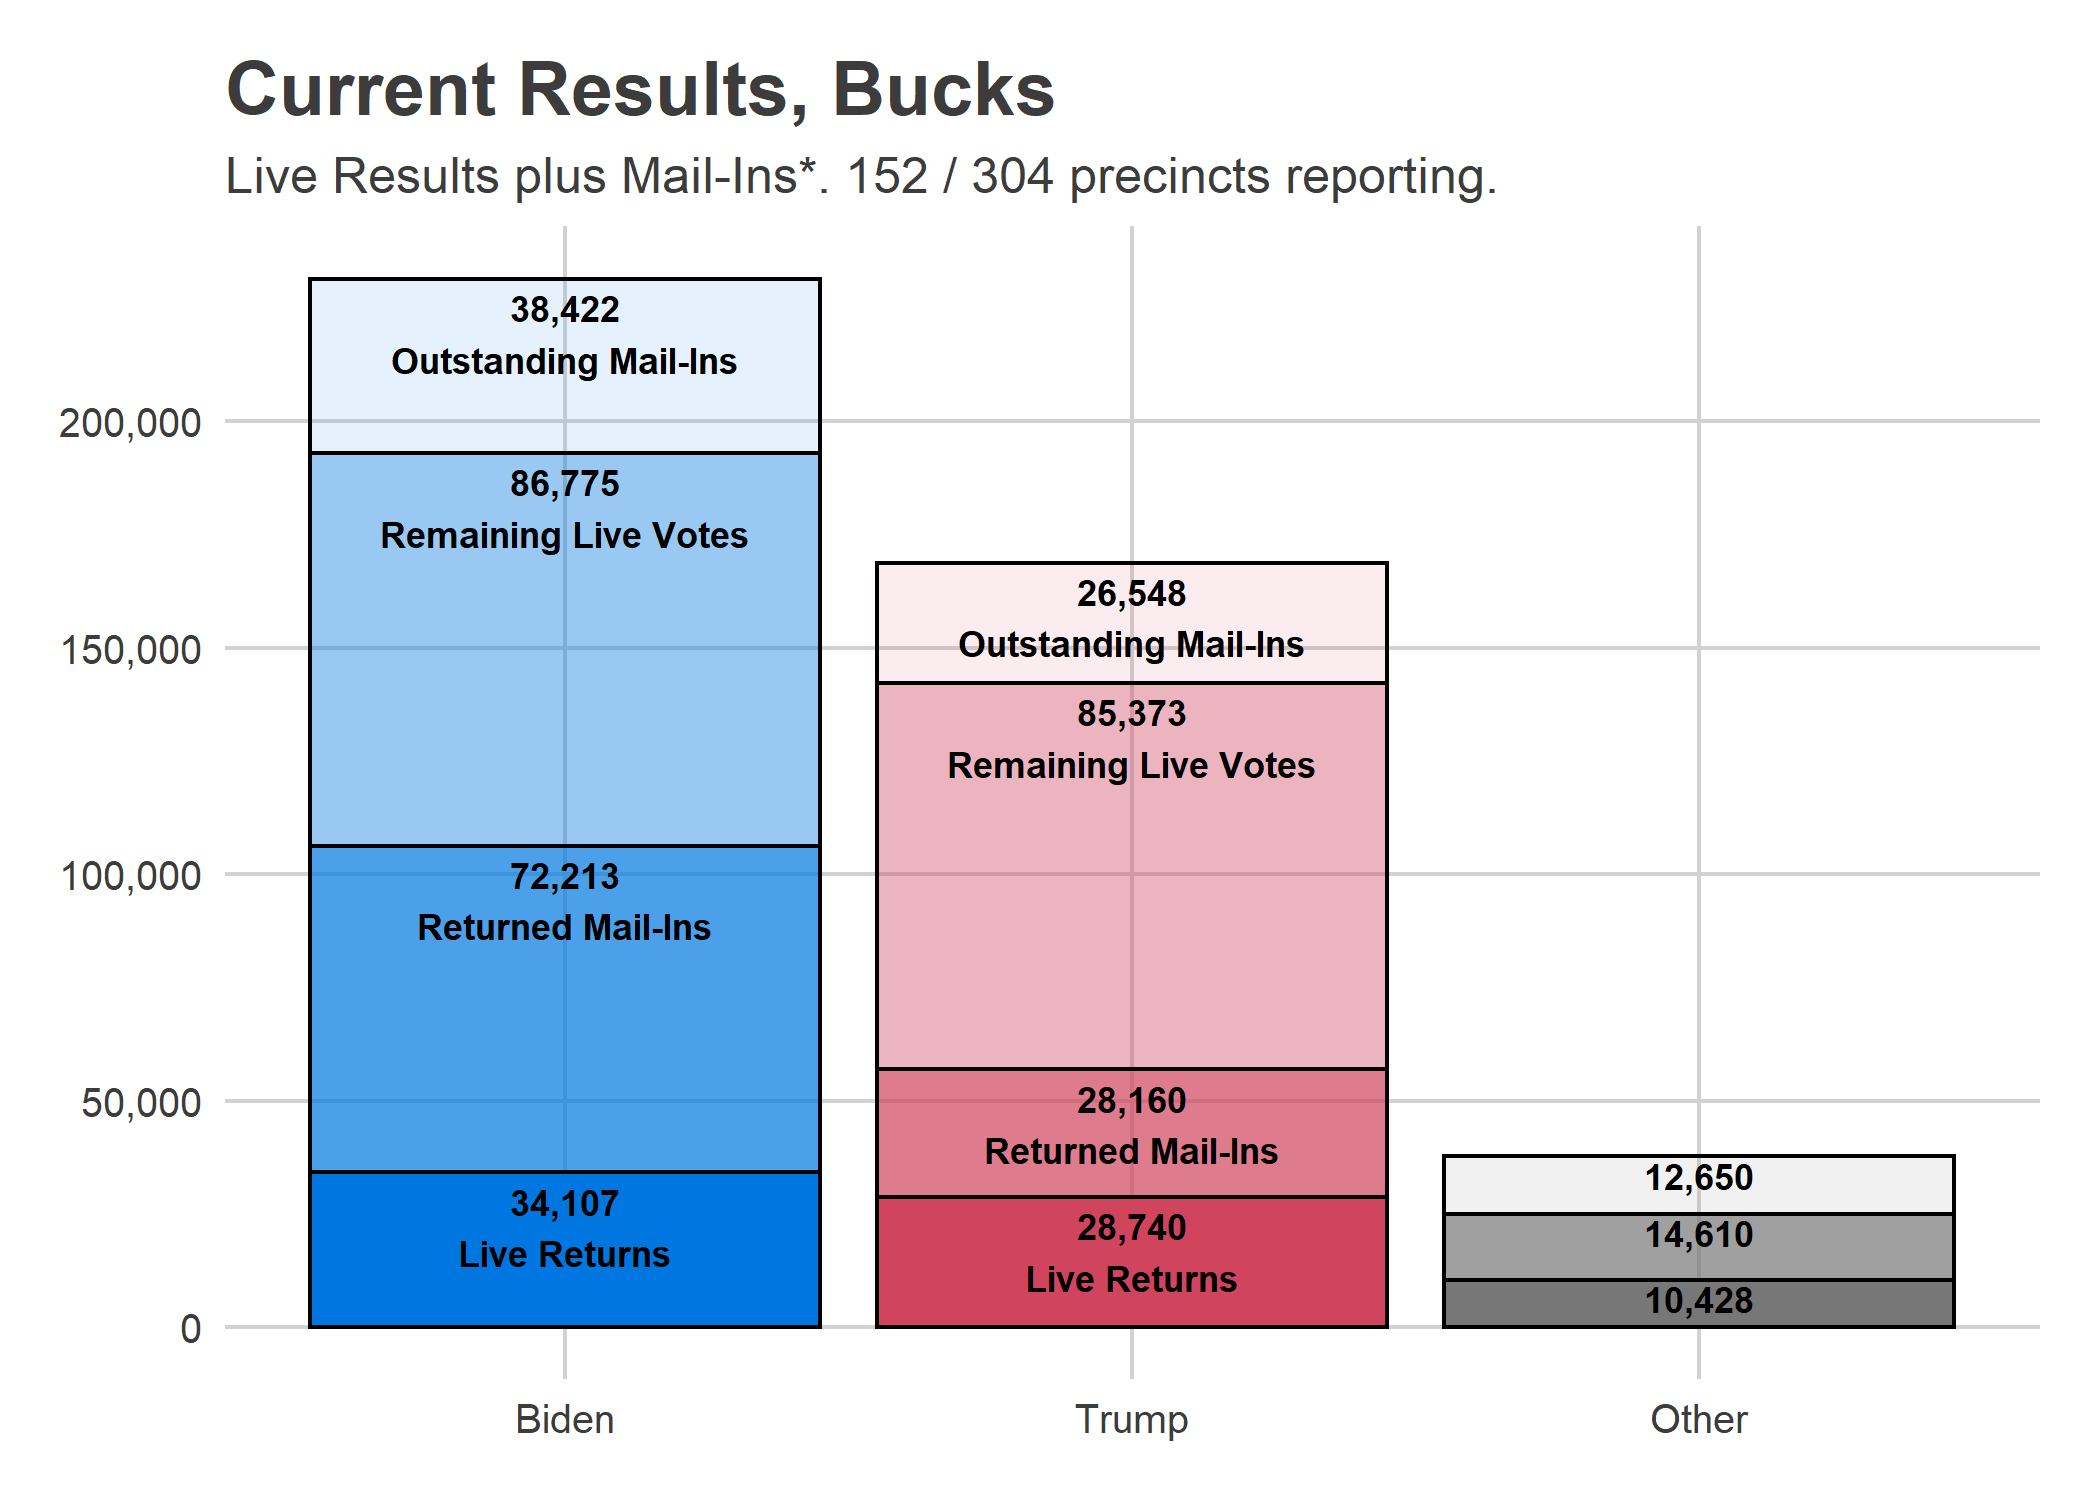 Current Results, Bucks
Live Results plus Mail-Ins*. 152 / 304 precincts reporting.
38,422
Outstanding Mail-Ins
86,775
Remaining Live Votes
72,213
Returned Mail-Ins
34,107
Live Returns
26,548
Outstanding Mail-Ins
85,373
Remaining Live Votes
28,160
Returned Mail-Ins
28,740
Live Returns
12,650
14,610
10,428
200,000
150,000
100,000
50,000
0
Biden
Trump
Other